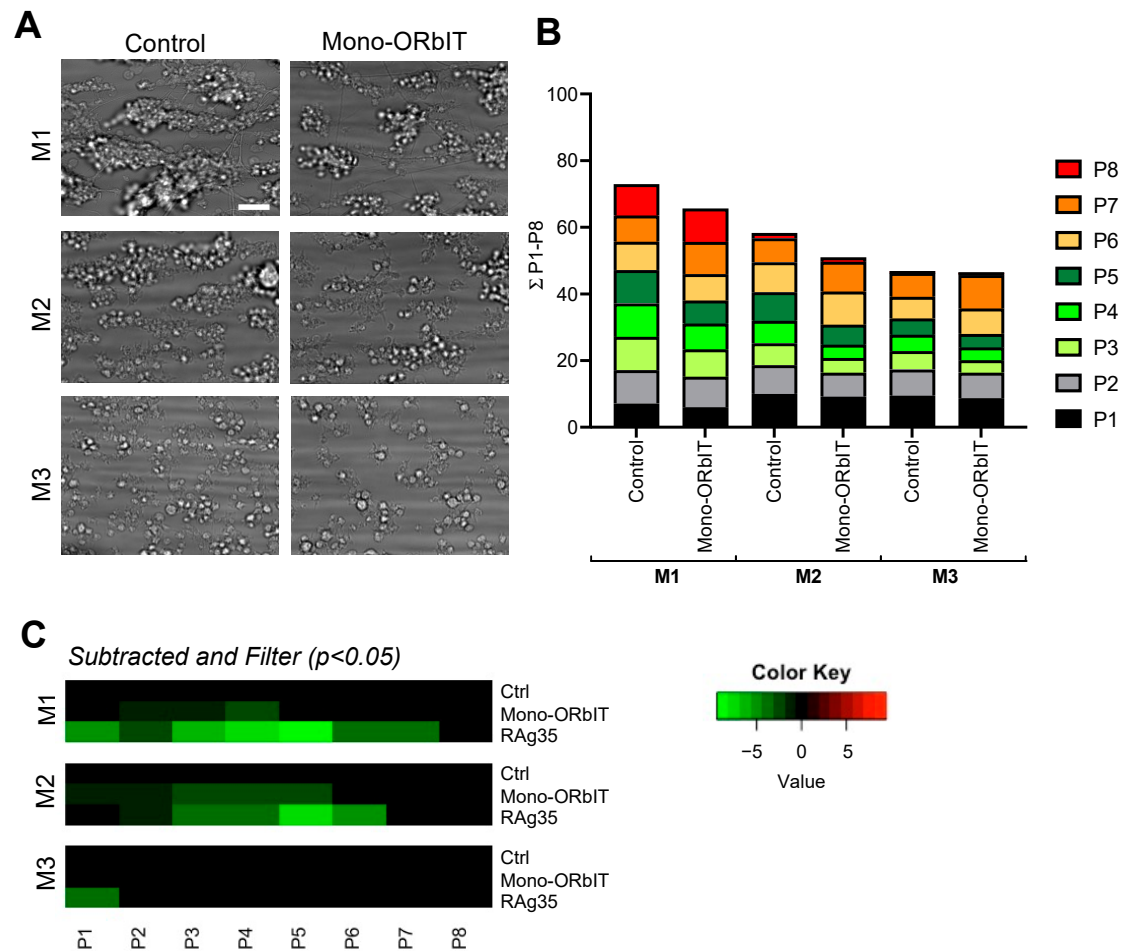 A
Control
Mono-ORbIT
M1
M2
M3
B
100
80
60
40
20
0
Σ P1-P8
Control
Mono-ORbIT
Control
Mono-ORbIT
Control
Mono-ORbIT
M1
M2
M3
P8
P7
P6
P5
P4
P3
P2
P1
C
Subtracted and Filter (p<0.05)
M1
Ctrl
Mono-ORbIT
RAg35
M2
Ctrl
Mono-ORbIT
RAg35
M3
Ctrl
Mono-ORbIT
RAg35
P1
P2
P3
P4
P5
P6
P7
P8
Color Key
−5
0
5
Value